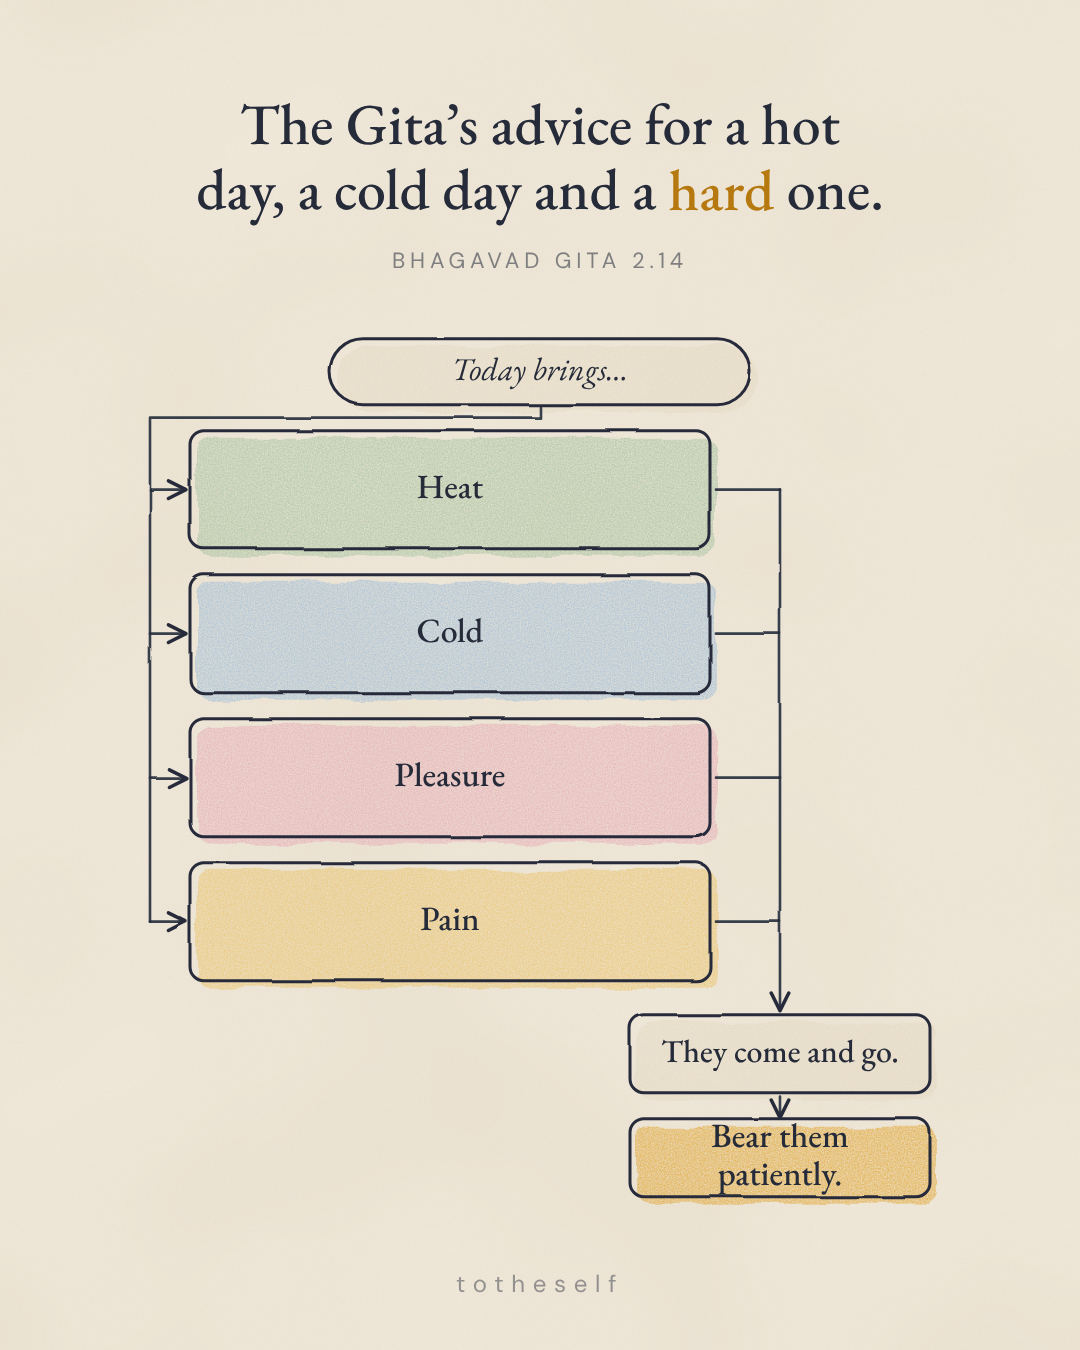 The Gita’s advice for a hot
day, a cold day and a hard one.
BHAGAVAD GITA 2.14
Today brings...
Heat
Cold
Pleasure
Pain
They come and go.
Bear them
patiently.
totheself